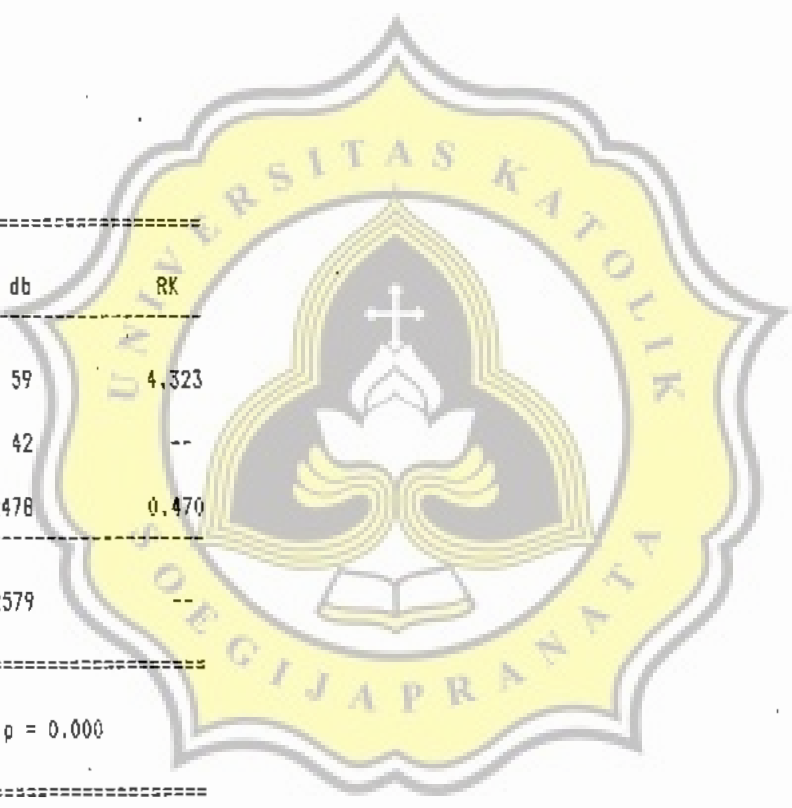 UNIVERSITAS KATOLIK
db RK
59 4.323
42 --
478 0.470
579 --
SOEGIJAPRANATA
p = 0.000